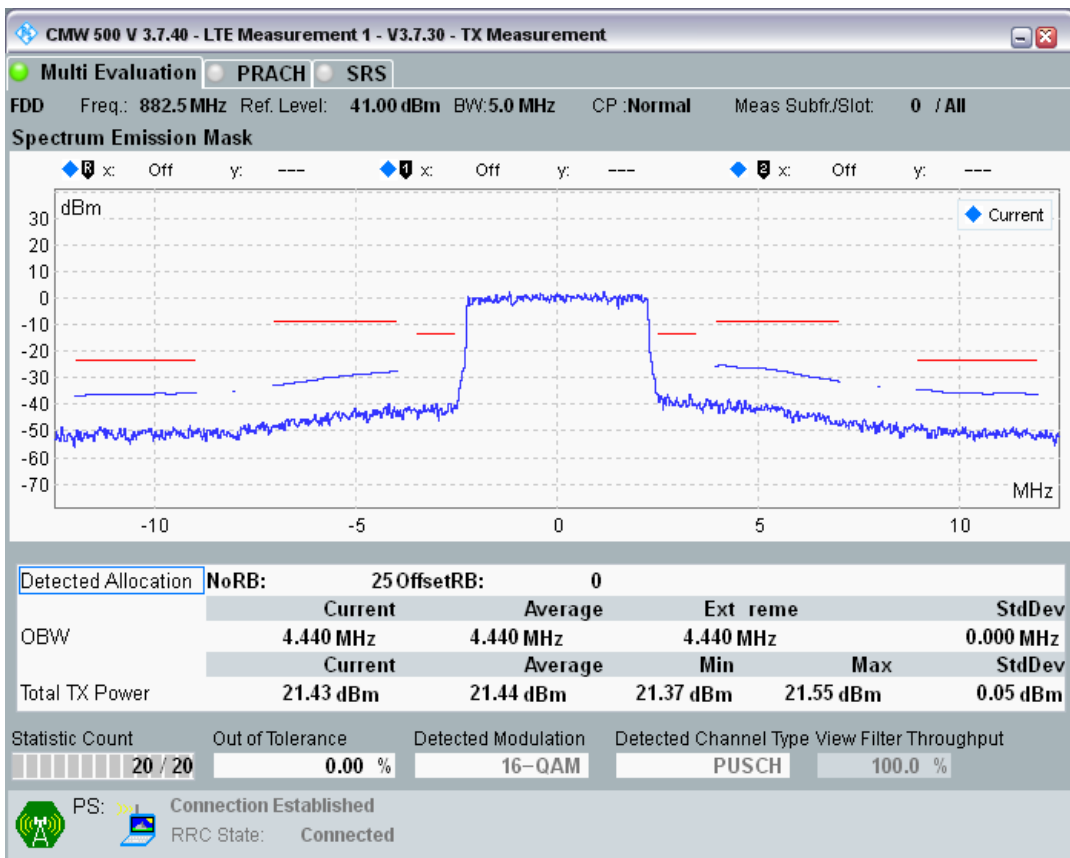 CMW 500 V 3.7.40 - LTE Measurement 1 - V3.7.30 - TX Measurement
Multi Evaluation PRACH SRS
FDD Freq.: 882.5 MHz Ref. Level: 41.00 dBm BW: 5.0 MHz CP :Normal Meas Subfr./Slot: 0 / All
Spectrum Emission Mask
R x: Off y: --- 1 x: Off y: --- 2 x: Off y: ---
dBm
Current
30
20
10
0
-10
-20
-30
-40
-50
-60
-70
MHz
-10 -5 0 5 10
Detected Allocation NoRB: 25 OffsetRB: 0
Current Average Ext reme StdDev
OBW 4.440 MHz 4.440 MHz 4.440 MHz 0.000 MHz
Current Average Min Max StdDev
Total TX Power 21.43 dBm 21.44 dBm 21.37 dBm 21.55 dBm 0.05 dBm
Statistic Count Out of Tolerance Detected Modulation Detected Channel Type View Filter Throughput
20 / 20 0.00 % 16-QAM PUSCH 100.0 %
PS: Connection Established
RRC State: Connected